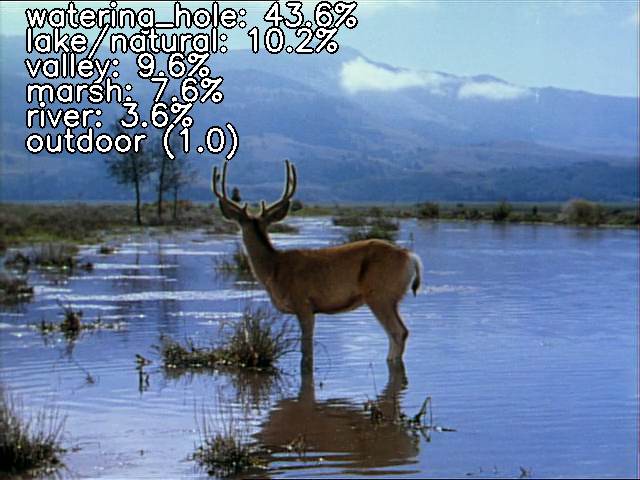 watering_hole: 43.6%
lake/natural: 10.2%
valley: 9.6%
marsh: 7.6%
river: 3.6%
outdoor (1.0)